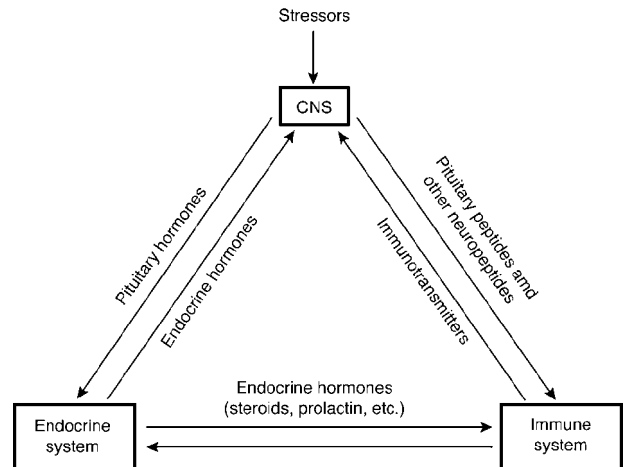 Stressors
CNS
Pituitary hormones
Endocrine hormones
Immunotransmitters
Pituitary peptides amd
other neuropeptides
Endocrine hormones
(steroids, prolactin, etc.)
Endocrine
system
Immune
system